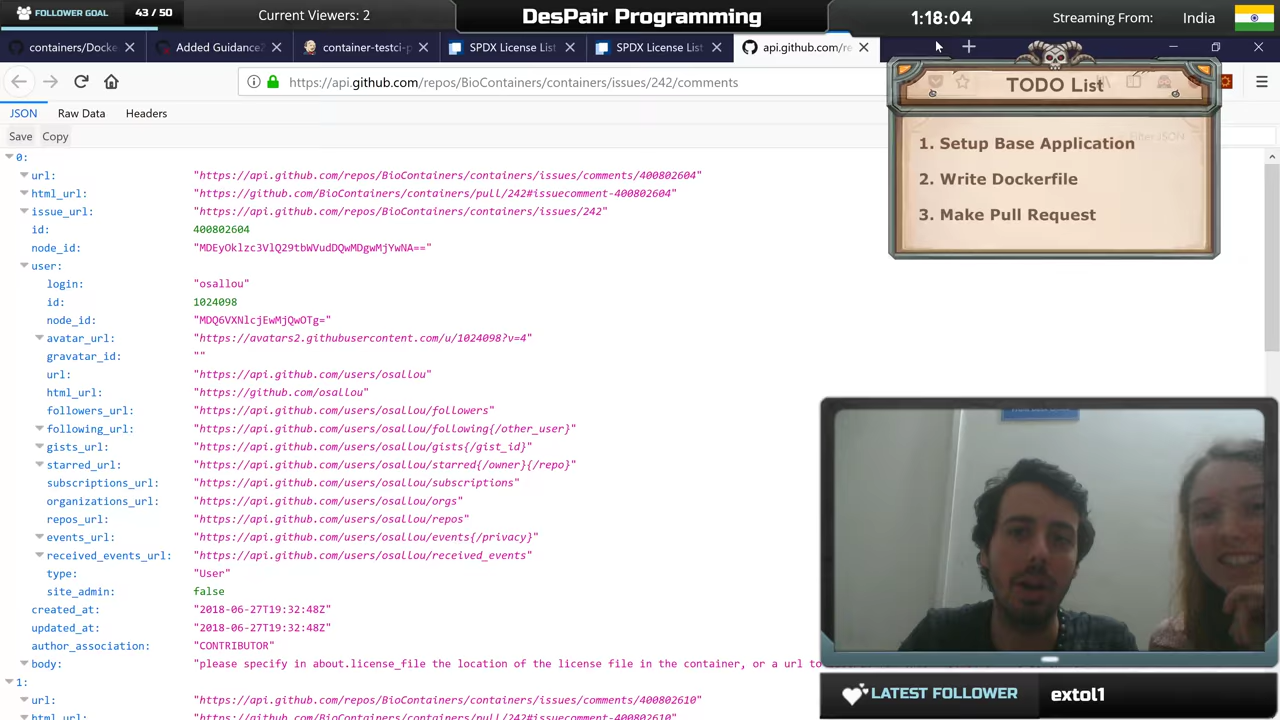 FOLLOWER GOAL 43 / 50 Current Viewers: 2 DesPair Programming 1:18:04 Streaming From: India
containers/Docke Added Guidance container-testci-p SPDX License List SPDX License List api.github.com/re
https://api.github.com/repos/BioContainers/containers/issues/242/comments
JSON Raw Data Headers
Save Copy Filter JSON
TODO List
1. Setup Base Application
2. Write Dockerfile
3. Make Pull Request
0:
url: "https://api.github.com/repos/BioContainers/containers/issues/comments/400802604"
html_url: "https://github.com/BioContainers/containers/pull/242#issuecomment-400802604"
issue_url: "https://api.github.com/repos/BioContainers/containers/issues/242"
id: 400802604
node_id: "MDEyOklzc3VlQ29tbWVudDQwMDgwMjYwNA=="
user:
login: "osallou"
id: 1024098
node_id: "MDQ6VXNlcjEwMjQwOTg="
avatar_url: "https://avatars2.githubusercontent.com/u/1024098?v=4"
gravatar_id: ""
url: "https://api.github.com/users/osallou"
html_url: "https://github.com/osallou"
followers_url: "https://api.github.com/users/osallou/followers"
following_url: "https://api.github.com/users/osallou/following{/other_user}"
gists_url: "https://api.github.com/users/osallou/gists{/gist_id}"
starred_url: "https://api.github.com/users/osallou/starred{/owner}{/repo}"
subscriptions_url: "https://api.github.com/users/osallou/subscriptions"
organizations_url: "https://api.github.com/users/osallou/orgs"
repos_url: "https://api.github.com/users/osallou/repos"
events_url: "https://api.github.com/users/osallou/events{/privacy}"
received_events_url: "https://api.github.com/users/osallou/received_events"
type: "User"
site_admin: false
created_at: "2018-06-27T19:32:48Z"
updated_at: "2018-06-27T19:32:48Z"
author_association: "CONTRIBUTOR"
body: "please specify in about.license_file the location of the license file in the container, or a url to
1:
url: "https://api.github.com/repos/BioContainers/containers/issues/comments/400802610"
html_url: "https://github.com/BioContainers/containers/pull/242#issuecomment-400802610"
LATEST FOLLOWER extol1